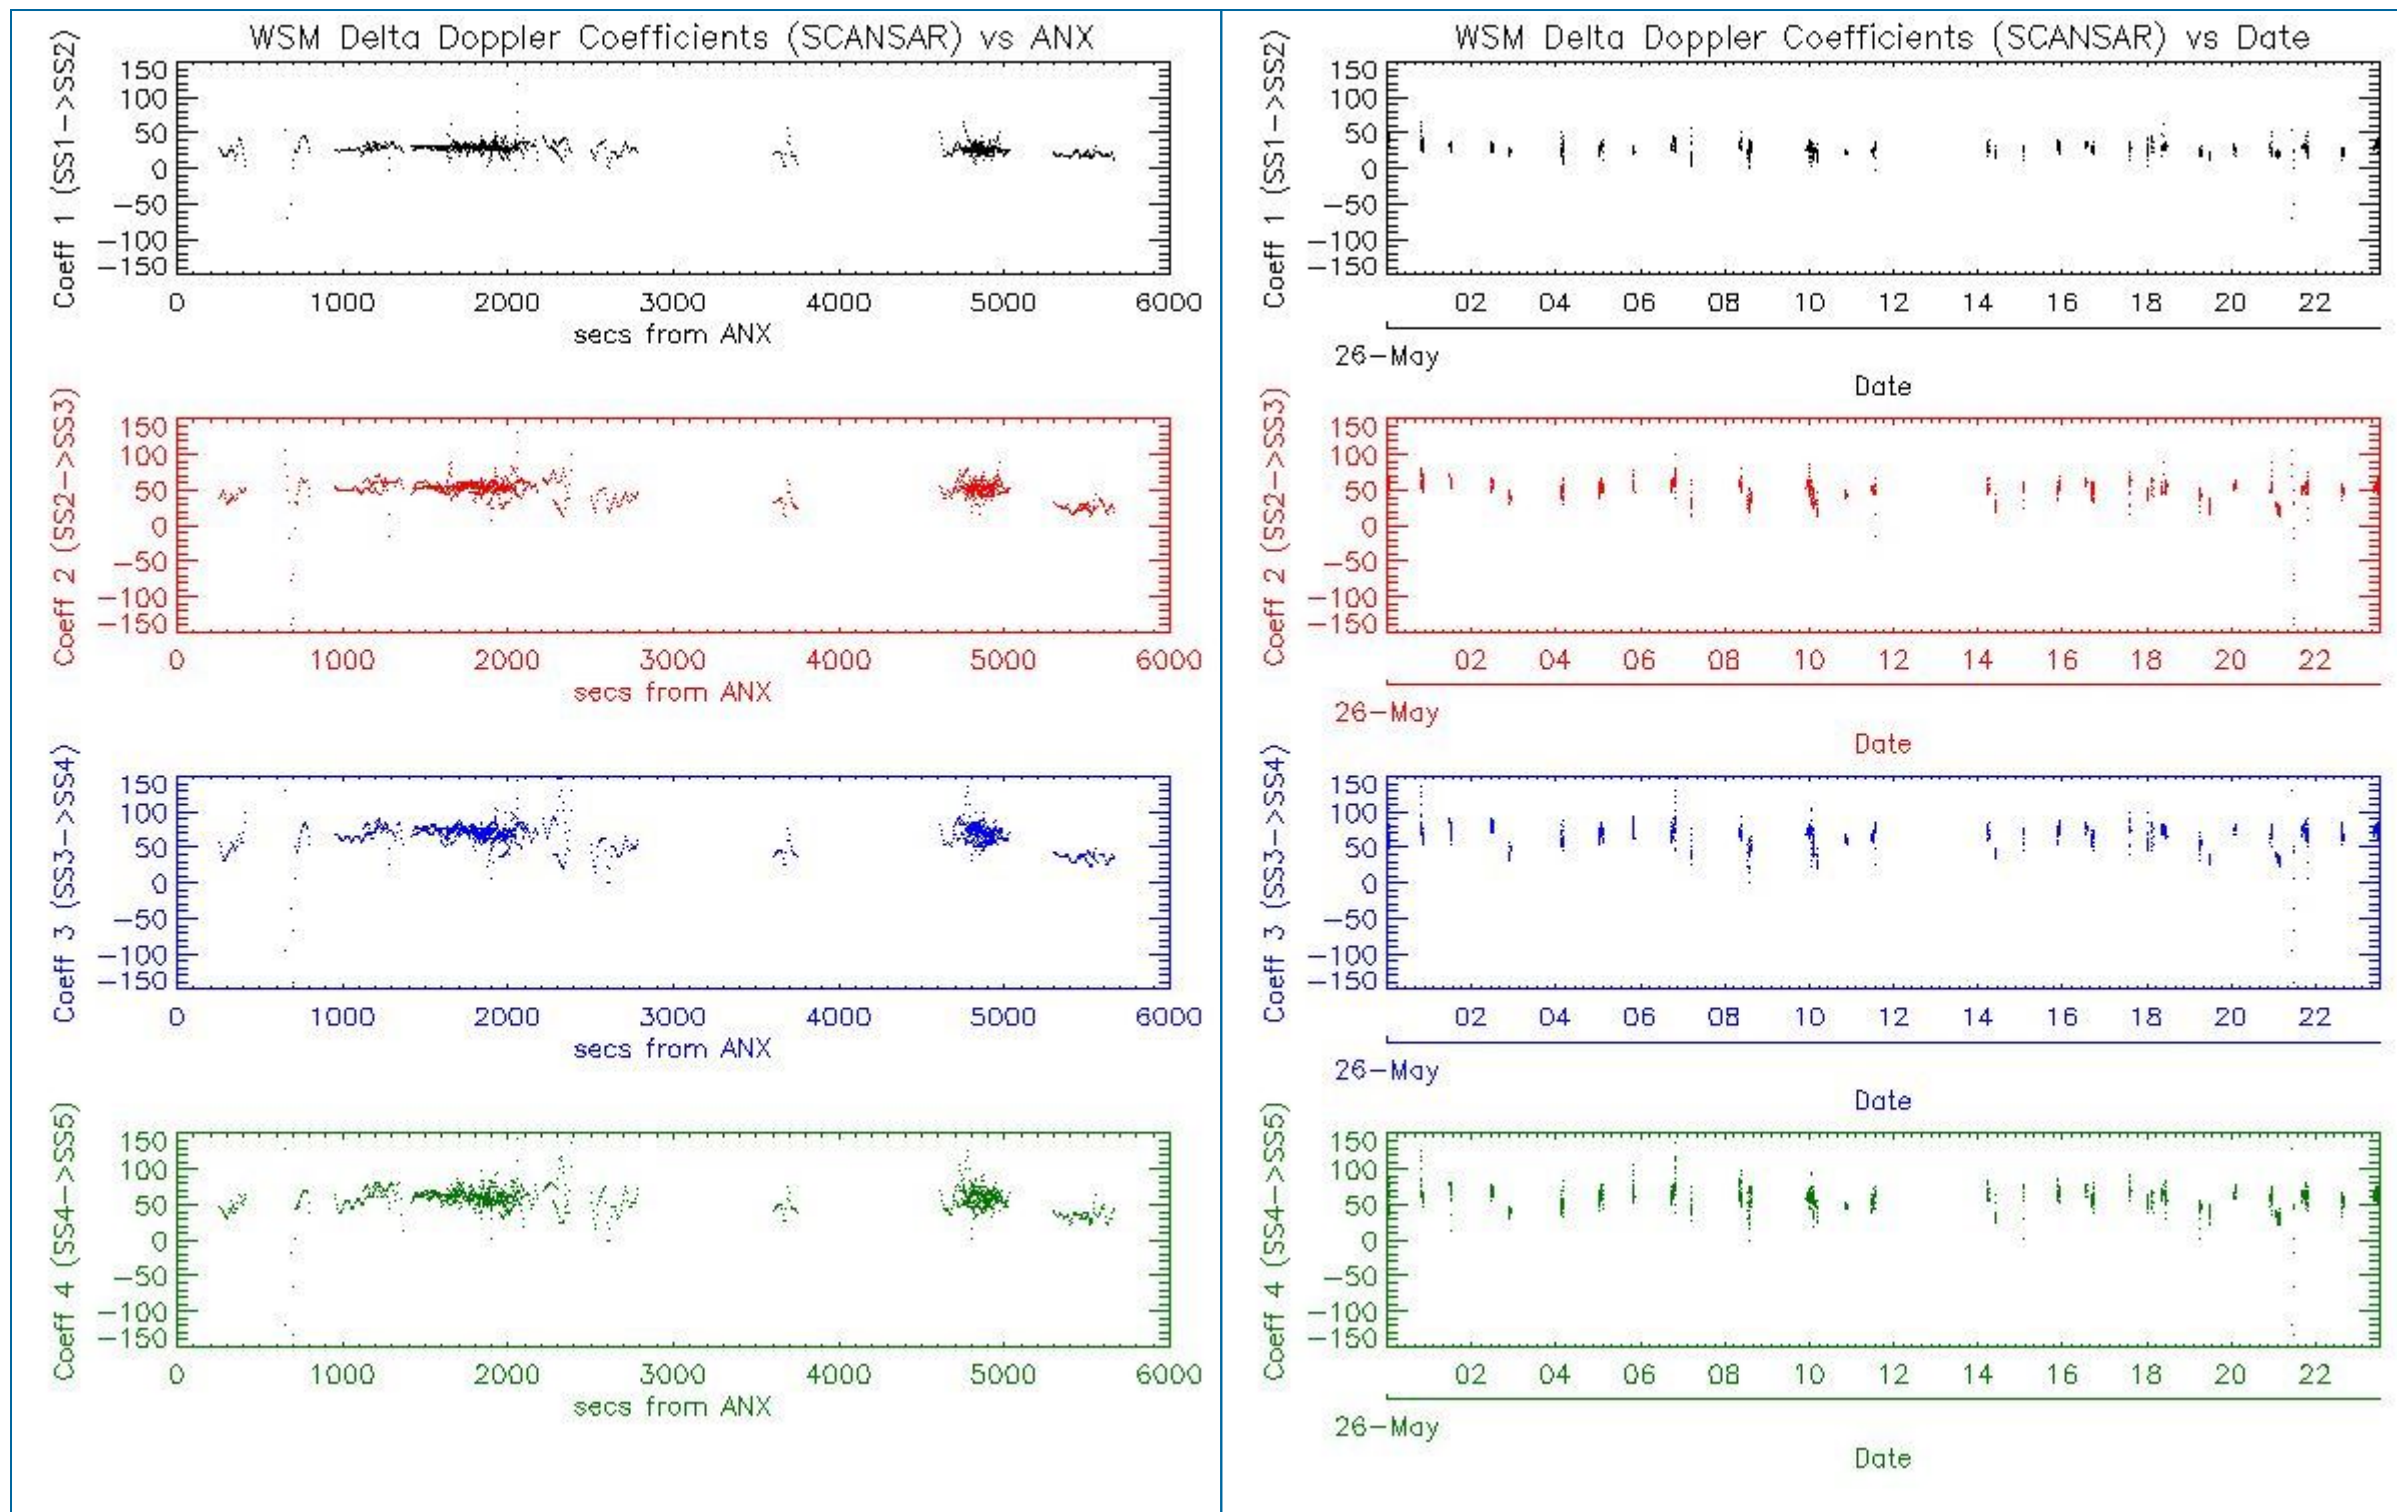 WSM Delta Doppler Coefficients (SCANSAR) vs ANX
Coeff 1 (SS1->SS2)
150
100
50
0
-50
-100
-150
0 1000 2000 3000 4000 5000 6000
secs from ANX
Coeff 2 (SS2->SS3)
150
100
50
0
-50
-100
-150
0 1000 2000 3000 4000 5000 6000
secs from ANX
Coeff 3 (SS3->SS4)
150
100
50
0
-50
-100
-150
0 1000 2000 3000 4000 5000 6000
secs from ANX
Coeff 4 (SS4->SS5)
150
100
50
0
-50
-100
-150
0 1000 2000 3000 4000 5000 6000
secs from ANX
WSM Delta Doppler Coefficients (SCANSAR) vs Date
Coeff 1 (SS1->SS2)
150
100
50
0
-50
-100
-150
02 04 06 08 10 12 14 16 18 20 22
26-May
Date
Coeff 2 (SS2->SS3)
150
100
50
0
-50
-100
-150
02 04 06 08 10 12 14 16 18 20 22
26-May
Date
Coeff 3 (SS3->SS4)
150
100
50
0
-50
-100
-150
02 04 06 08 10 12 14 16 18 20 22
26-May
Date
Coeff 4 (SS4->SS5)
150
100
50
0
-50
-100
-150
02 04 06 08 10 12 14 16 18 20 22
26-May
Date